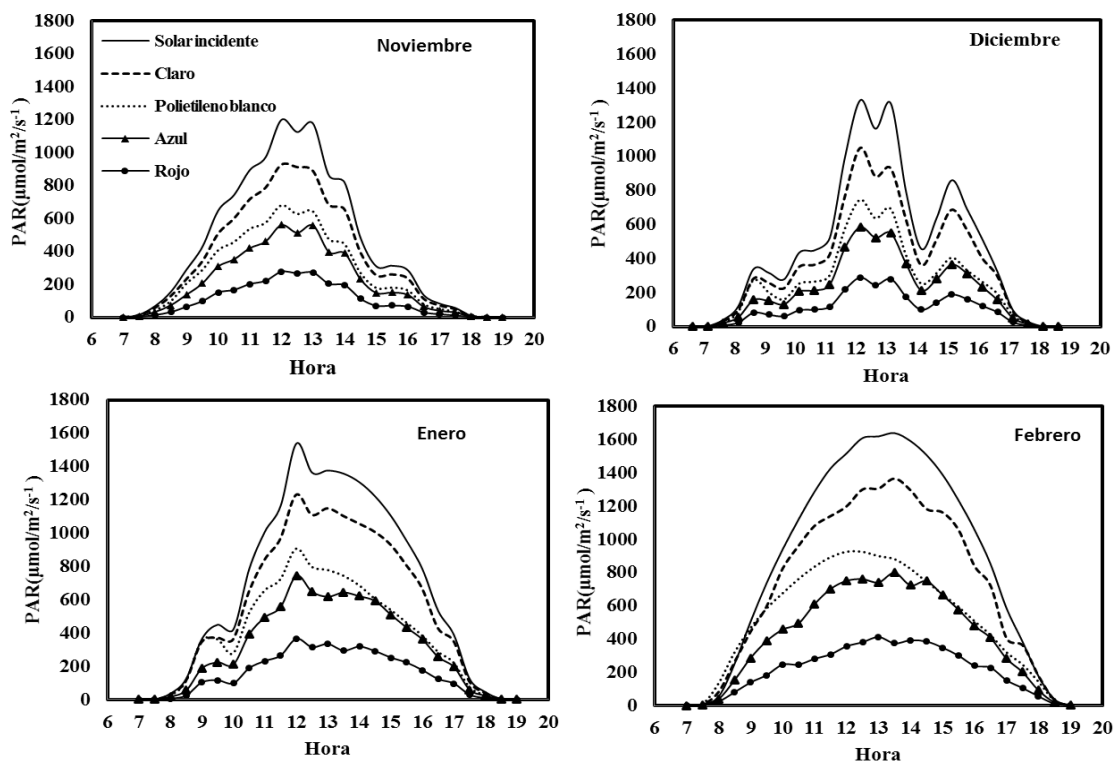 Noviembre
Solar incidente
Claro
Polietileno blanco
Azul
Rojo
PAR(µmol/m²/s⁻¹ )
1800
1600
1400
1200
1000
800
600
400
200
0
6 7 8 9 10 11 12 13 14 15 16 17 18 19 20
Hora
Diciembre
PAR(µmol/m²/s⁻¹ )
1800
1600
1400
1200
1000
800
600
400
200
0
6 7 8 9 10 11 12 13 14 15 16 17 18 19 20
Hora
Enero
PAR(µmol/m²/s⁻¹ )
1800
1600
1400
1200
1000
800
600
400
200
0
6 7 8 9 10 11 12 13 14 15 16 17 18 19 20
Hora
Febrero
PAR(µmol/m²/s⁻¹ )
1800
1600
1400
1200
1000
800
600
400
200
0
6 7 8 9 10 11 12 13 14 15 16 17 18 19 20
Hora